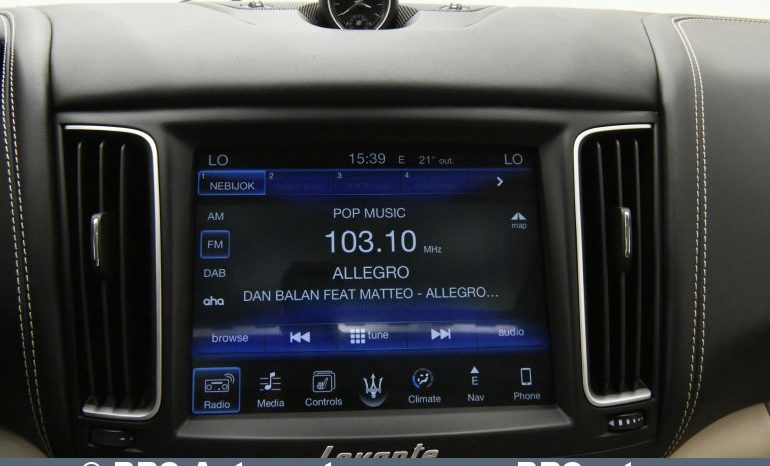 LO 15:39 E 21° out. LO
1 NEBIJOK 2 3 4
AM
POP MUSIC
map
FM
103.10 MHz
DAB
ALLEGRO
aha
DAN BALAN FEAT MATTEO - ALLEGRO...
browse tune audio
Radio Media Controls Climate E Nav Phone
Levante